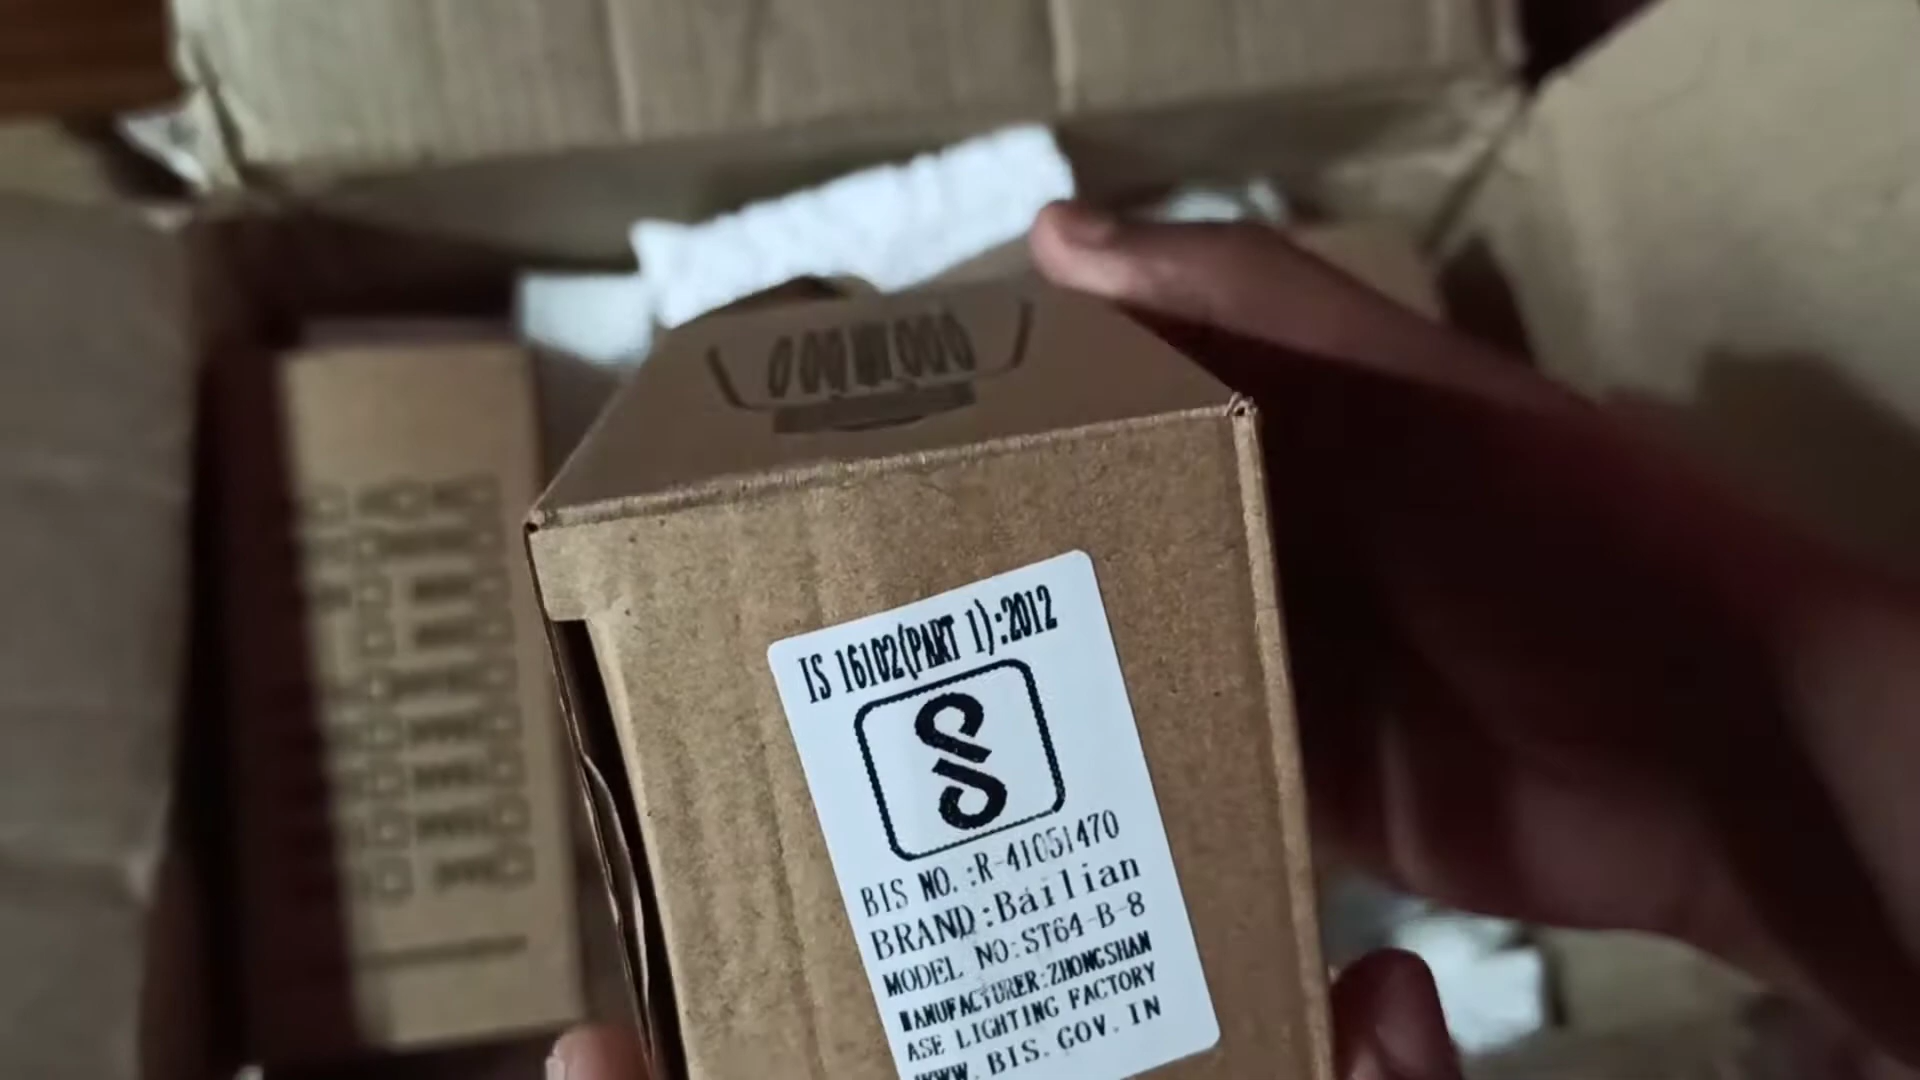 IS 16102(PART 1):2012
BIS NO.:R-41051470
BRAND:Bailian
MODEL NO:ST64-B-8
MANUFACTURER:ZHONGSHAN
ASE LIGHTING FACTORY
WWW.BIS.GOV.IN